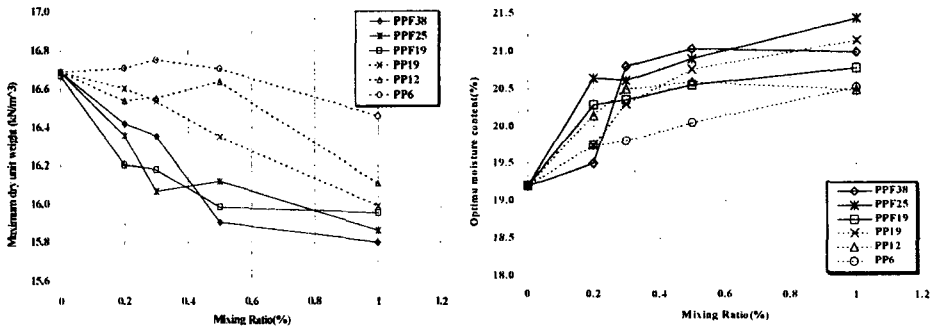 Maximum dry unit weight (kN/m^3)
17.0
16.8
16.6
16.4
16.2
16.0
15.8
15.6
0
0.2
0.4
0.6
0.8
1
1.2
Mixing Ratio(%)
PPF38
PPF25
PPF19
PP19
PP12
PP6
Optimu moisture content(%)
21.5
21.0
20.5
20.0
19.5
19.0
18.5
18.0
0
0.2
0.4
0.6
0.8
1
1.2
Mixing Ratio(%)
PPF38
PPF25
PPF19
PP19
PP12
PP6